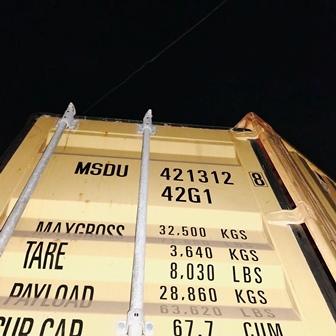 MSDU 421312 8
42G1
MAXGROSS 32.500 KGS
TARE 3.640 KGS
8.030 LBS
PAYLOAD 28.860 KGS
63.620 LBS
CUB CAP 67.7 CUM